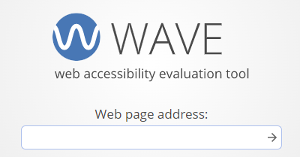 WAVE
web accessibility evaluation tool
Web page address: